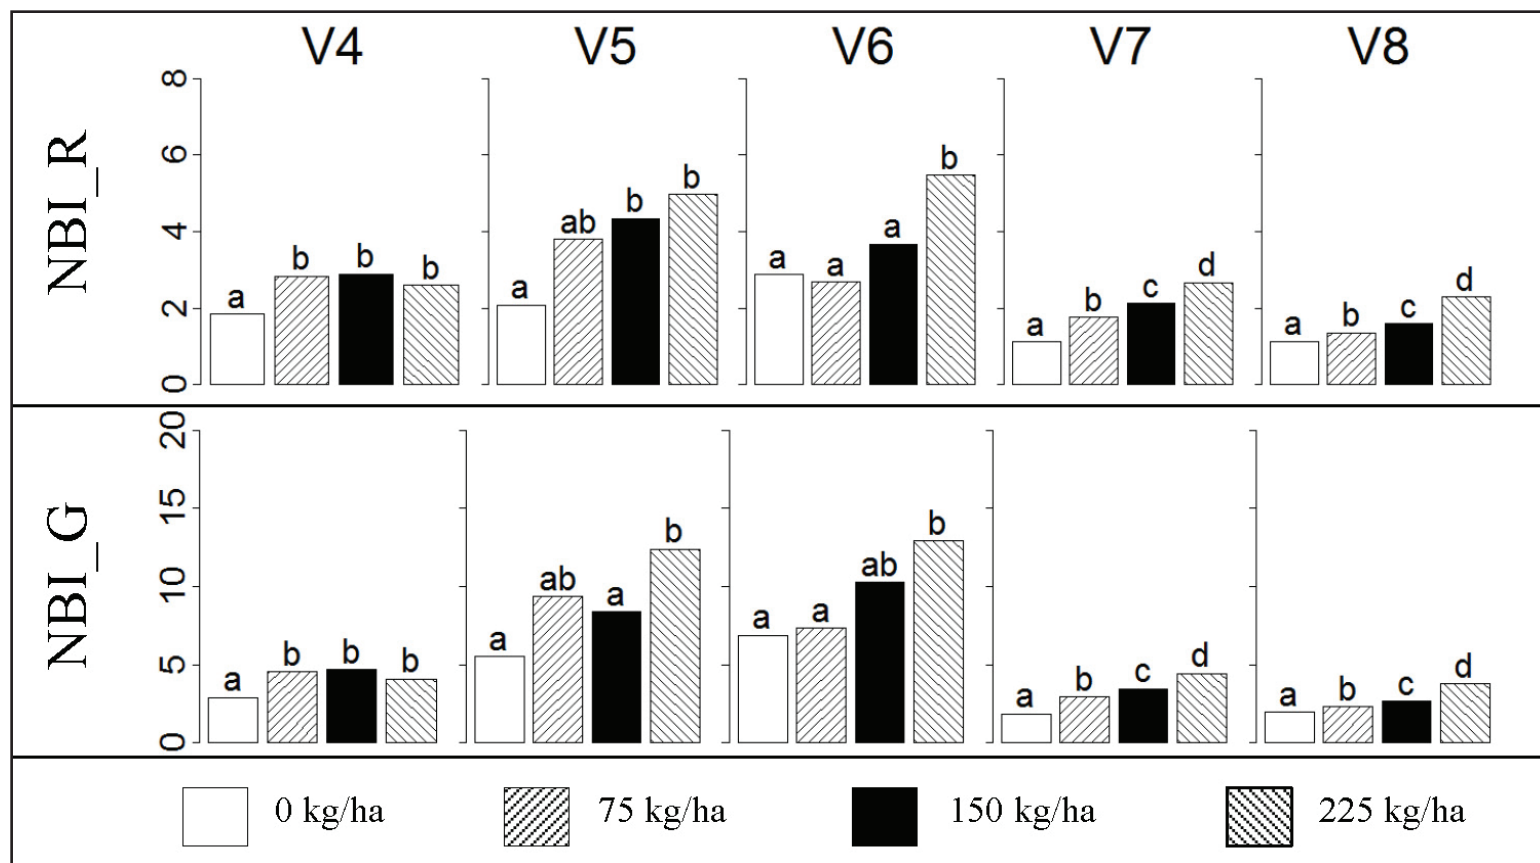 V4 V5 V6 V7 V8
NBI_R
8
6
4
2
0
a b b b
a ab b b
a a a b
a b c d
a b c d
NBI_G
20
15
10
5
0
a b b b
a ab a b
a a ab b
a b c d
a b c d
0 kg/ha 75 kg/ha 150 kg/ha 225 kg/ha